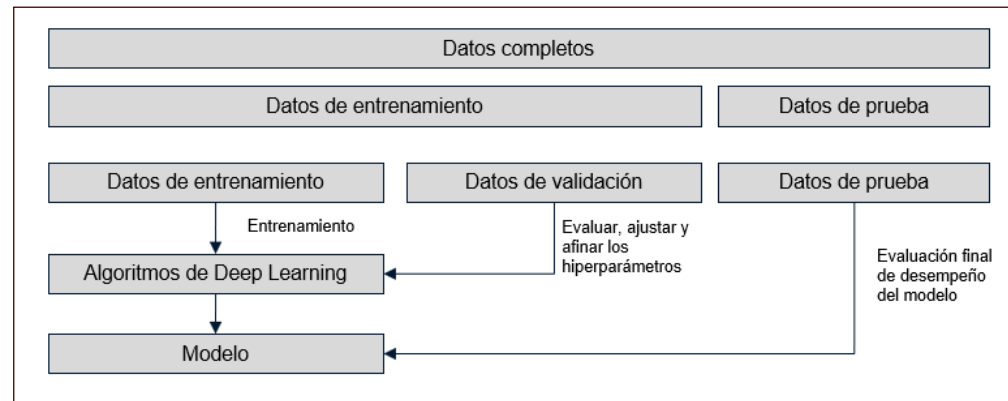 Datos completos
Datos de entrenamiento
Datos de prueba
Datos de entrenamiento
Datos de validación
Datos de prueba
Entrenamiento
Evaluar, ajustar y
afinar los
hiperparámetros
Evaluación final
de desempeño
del modelo
Algoritmos de Deep Learning
Modelo